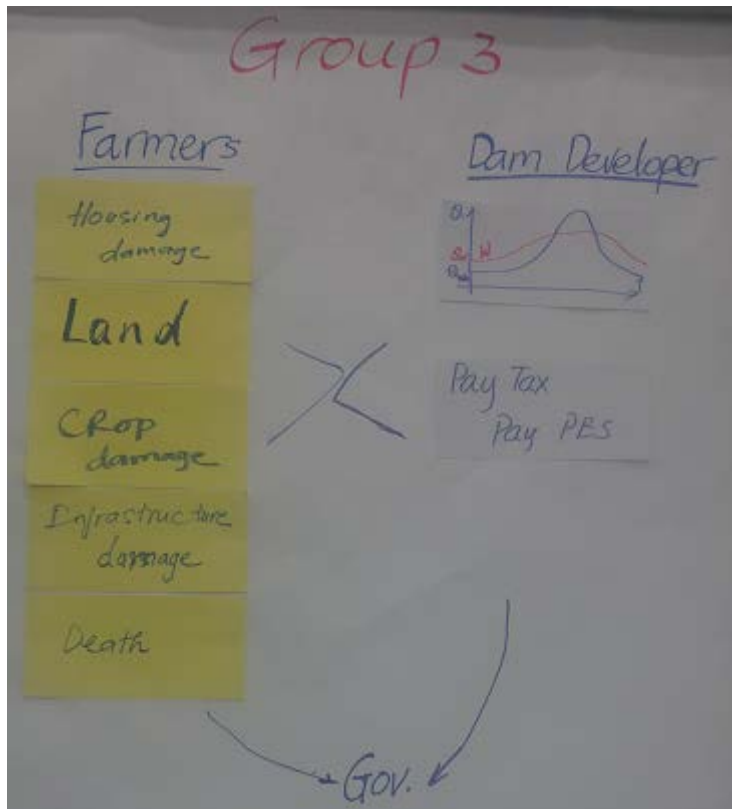 Group 3
Farmers
Housing
damage
Land
CRop
damage
Infrastructure
damage
Death
Dam Developer
Pay Tax
Pay PES
Gov.